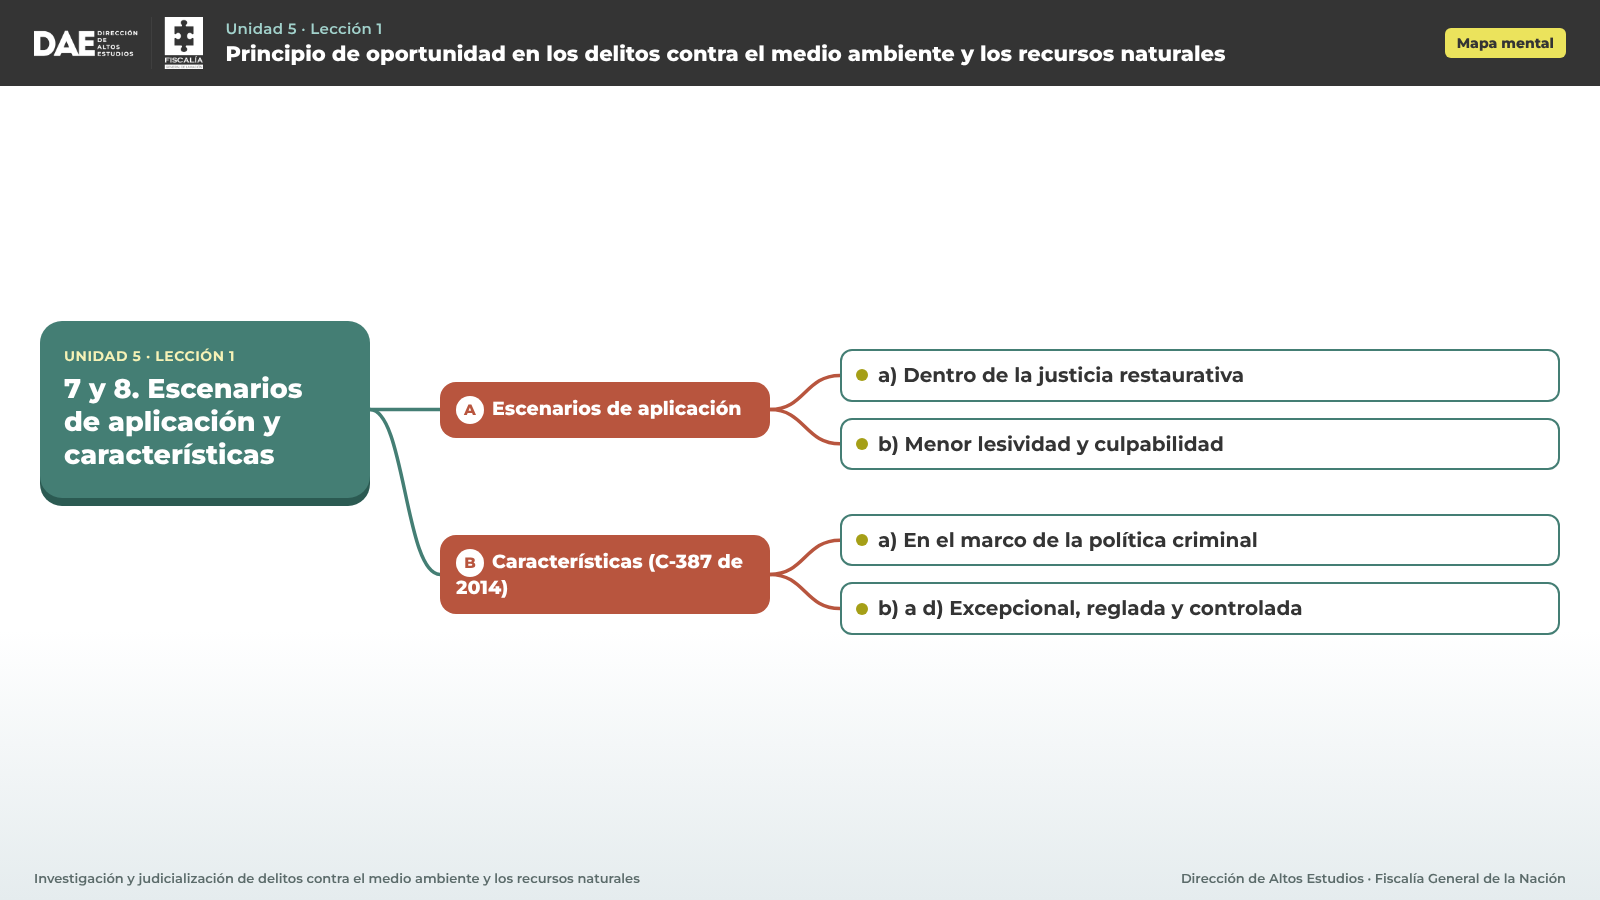 DAE DIRECCIÓN
DE
ALTOS
ESTUDIOS
FISCALÍA
Unidad 5 · Lección 1
Principio de oportunidad en los delitos contra el medio ambiente y los recursos naturales
Mapa mental
UNIDAD 5 · LECCIÓN 1
7 y 8. Escenarios
de aplicación y
características
A Escenarios de aplicación
a) Dentro de la justicia restaurativa
b) Menor lesividad y culpabilidad
B Características (C-387 de
2014)
a) En el marco de la política criminal
b) a d) Excepcional, reglada y controlada
Investigación y judicialización de delitos contra el medio ambiente y los recursos naturales
Dirección de Altos Estudios · Fiscalía General de la Nación